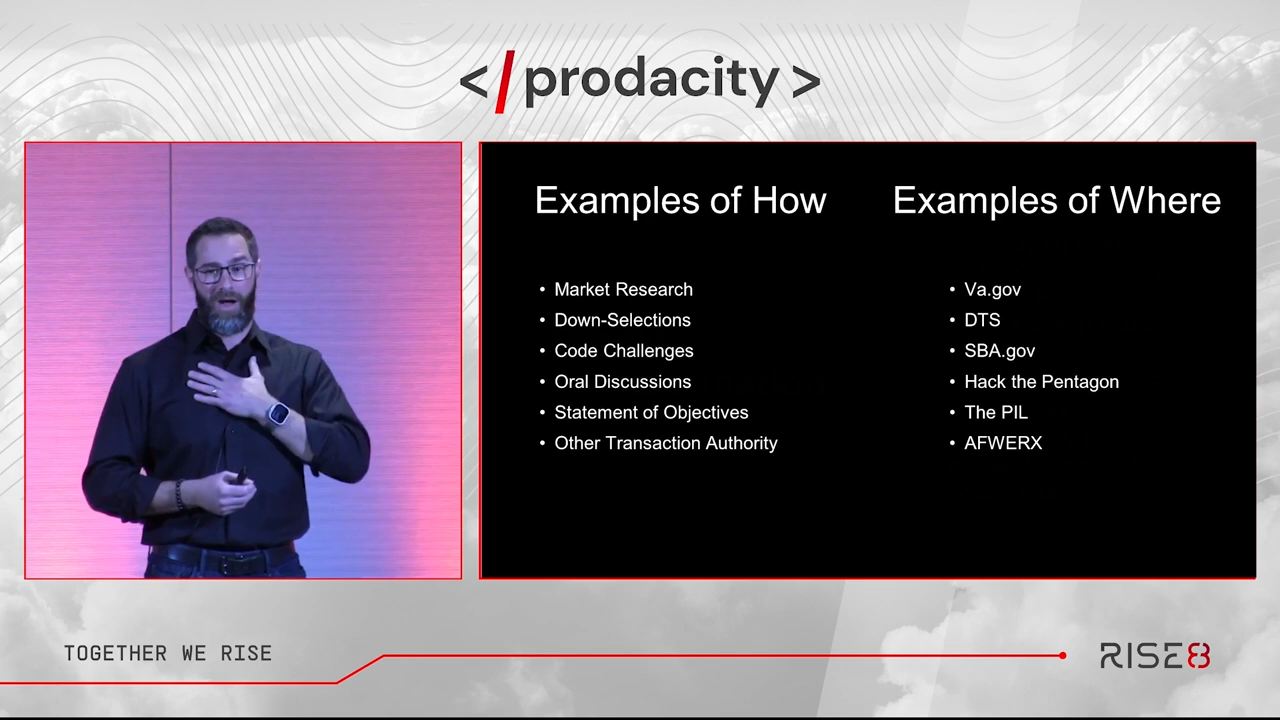 </prodacity>
Examples of How
Examples of Where
• Market Research
• Down-Selections
• Code Challenges
• Oral Discussions
• Statement of Objectives
• Other Transaction Authority
• Va.gov
• DTS
• SBA.gov
• Hack the Pentagon
• The PIL
• AFWERX
TOGETHER WE RISE
RISE8